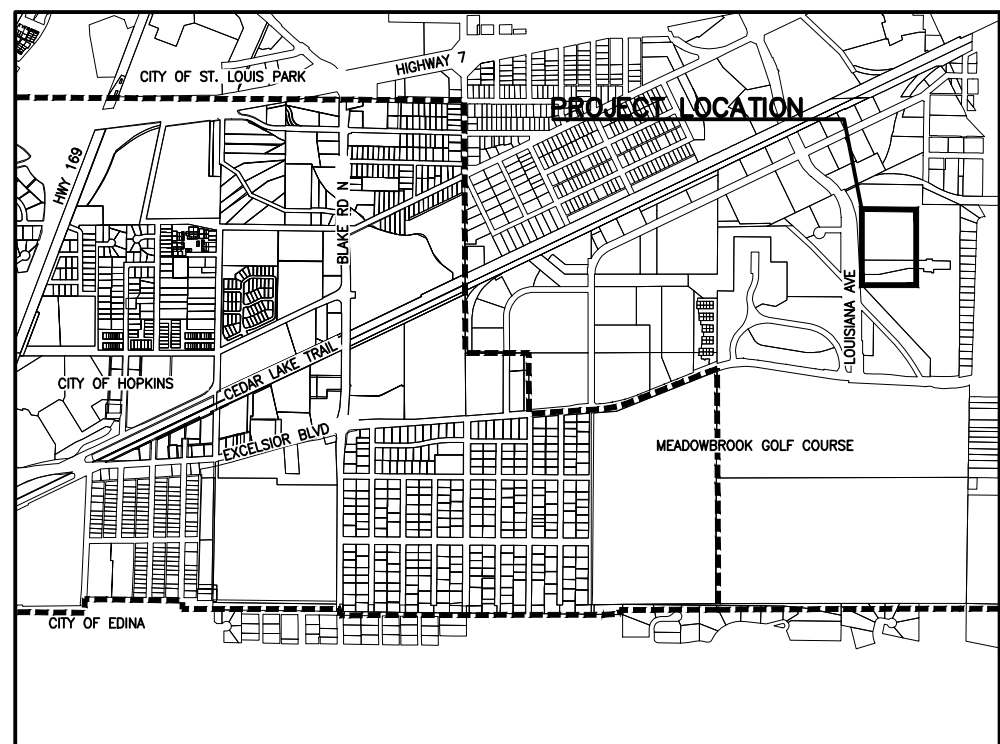 HIGHWAY 7
CITY OF ST. LOUIS PARK
PROJECT LOCATION
HWY 169
BLAKE RD N
LOUISIANA AVE
CEDAR LAKE TRAIL
CITY OF HOPKINS
EXCELSIOR BLVD
MEADOWBROOK GOLF COURSE
CITY OF EDINA